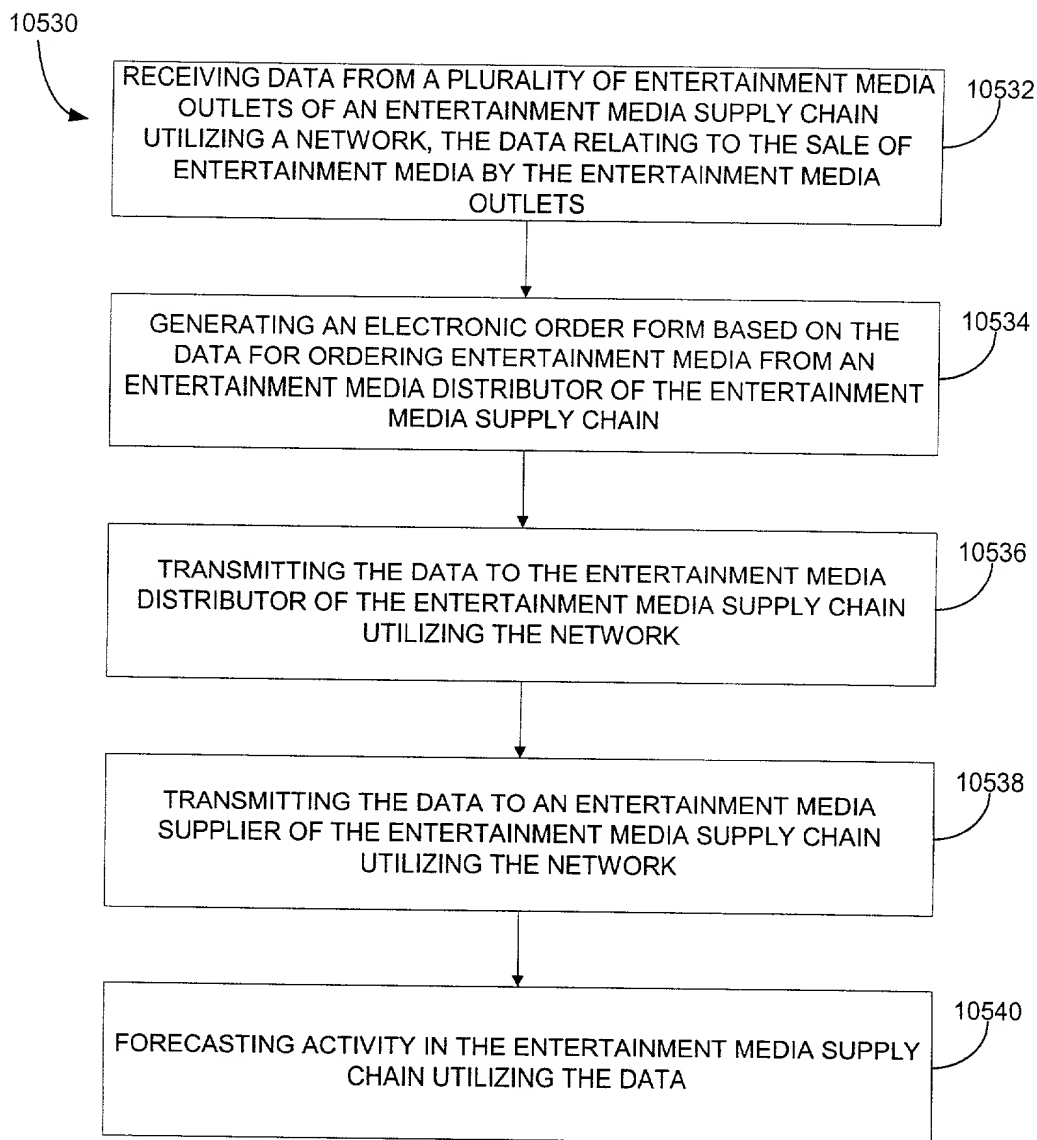 10530
RECEIVING DATA FROM A PLURALITY OF ENTERTAINMENT MEDIA
OUTLETS OF AN ENTERTAINMENT MEDIA SUPPLY CHAIN
UTILIZING A NETWORK, THE DATA RELATING TO THE SALE OF
ENTERTAINMENT MEDIA BY THE ENTERTAINMENT MEDIA
OUTLETS
10532
GENERATING AN ELECTRONIC ORDER FORM BASED ON THE
DATA FOR ORDERING ENTERTAINMENT MEDIA FROM AN
ENTERTAINMENT MEDIA DISTRIBUTOR OF THE ENTERTAINMENT
MEDIA SUPPLY CHAIN
10534
TRANSMITTING THE DATA TO THE ENTERTAINMENT MEDIA
DISTRIBUTOR OF THE ENTERTAINMENT MEDIA SUPPLY CHAIN
UTILIZING THE NETWORK
10536
TRANSMITTING THE DATA TO AN ENTERTAINMENT MEDIA
SUPPLIER OF THE ENTERTAINMENT MEDIA SUPPLY CHAIN
UTILIZING THE NETWORK
10538
FORECASTING ACTIVITY IN THE ENTERTAINMENT MEDIA SUPPLY
CHAIN UTILIZING THE DATA
10540